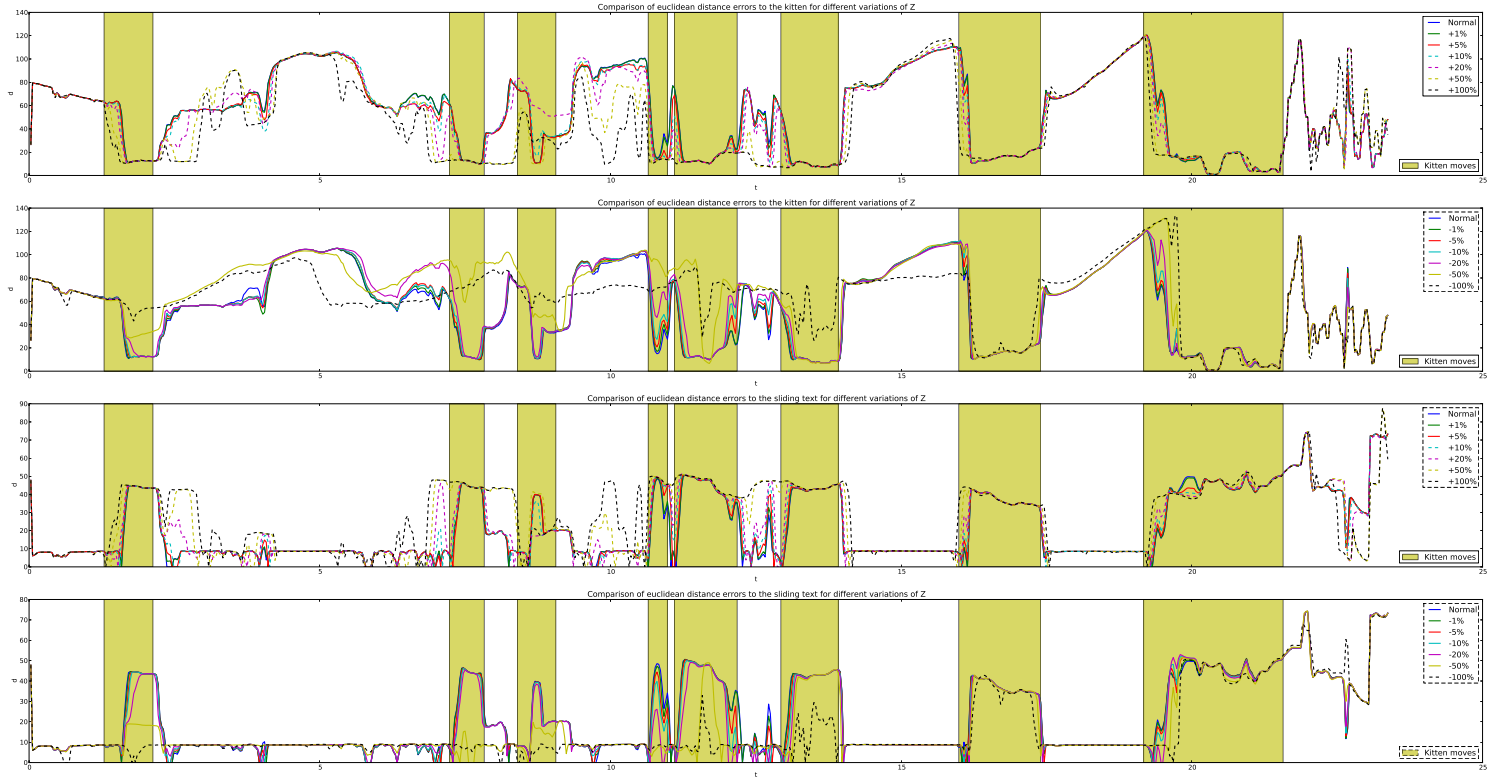 Comparison of euclidean distance errors to the kitten for different variations of Z
140
120
100
80
60
40
20
0
d
0 5 10 15 20 25
t
Normal
+1%
+5%
+10%
+20%
+50%
+100%
Kitten moves
Comparison of euclidean distance errors to the kitten for different variations of Z
140
120
100
80
60
40
20
0
d
0 5 10 15 20 25
t
Normal
-1%
-5%
-10%
-20%
-50%
-100%
Kitten moves
Comparison of euclidean distance errors to the sliding text for different variations of Z
90
80
70
60
50
40
30
20
10
0
d
0 5 10 15 20 25
t
Normal
+1%
+5%
+10%
+20%
+50%
+100%
Kitten moves
Comparison of euclidean distance errors to the sliding text for different variations of Z
80
70
60
50
40
30
20
10
0
d
0 5 10 15 20 25
t
Normal
-1%
-5%
-10%
-20%
-50%
-100%
Kitten moves